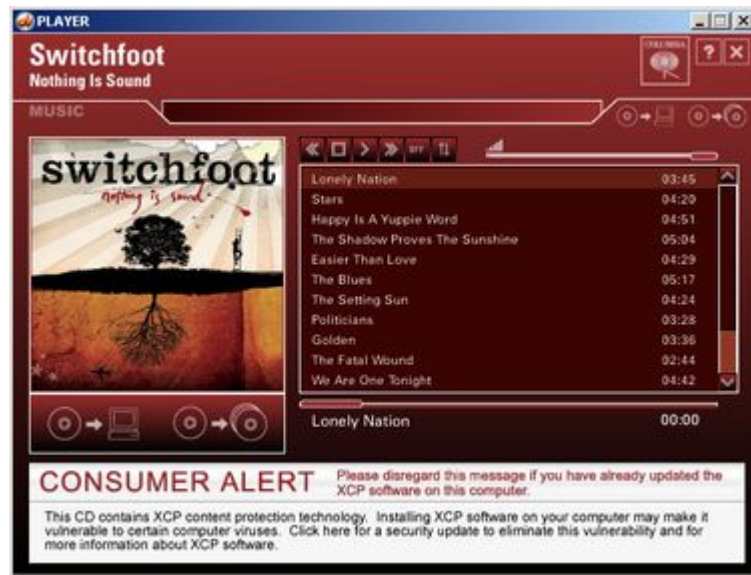 PLAYER
Switchfoot
Nothing Is Sound
COLUMBIA
?
MUSIC
switchfoot
nothing is sound
OFF
Lonely Nation 03:45
Stars 04:20
Happy Is A Yuppie Word 04:51
The Shadow Proves The Sunshine 05:04
Easier Than Love 04:29
The Blues 05:17
The Setting Sun 04:24
Politicians 03:28
Golden 03:36
The Fatal Wound 02:44
We Are One Tonight 04:42
Lonely Nation 00:00
CONSUMER ALERT
Please disregard this message if you have already updated the
XCP software on this computer.
This CD contains XCP content protection technology. Installing XCP software on your computer may make it
vulnerable to certain computer viruses. Click here for a security update to eliminate this vulnerability and for
more information about XCP software.